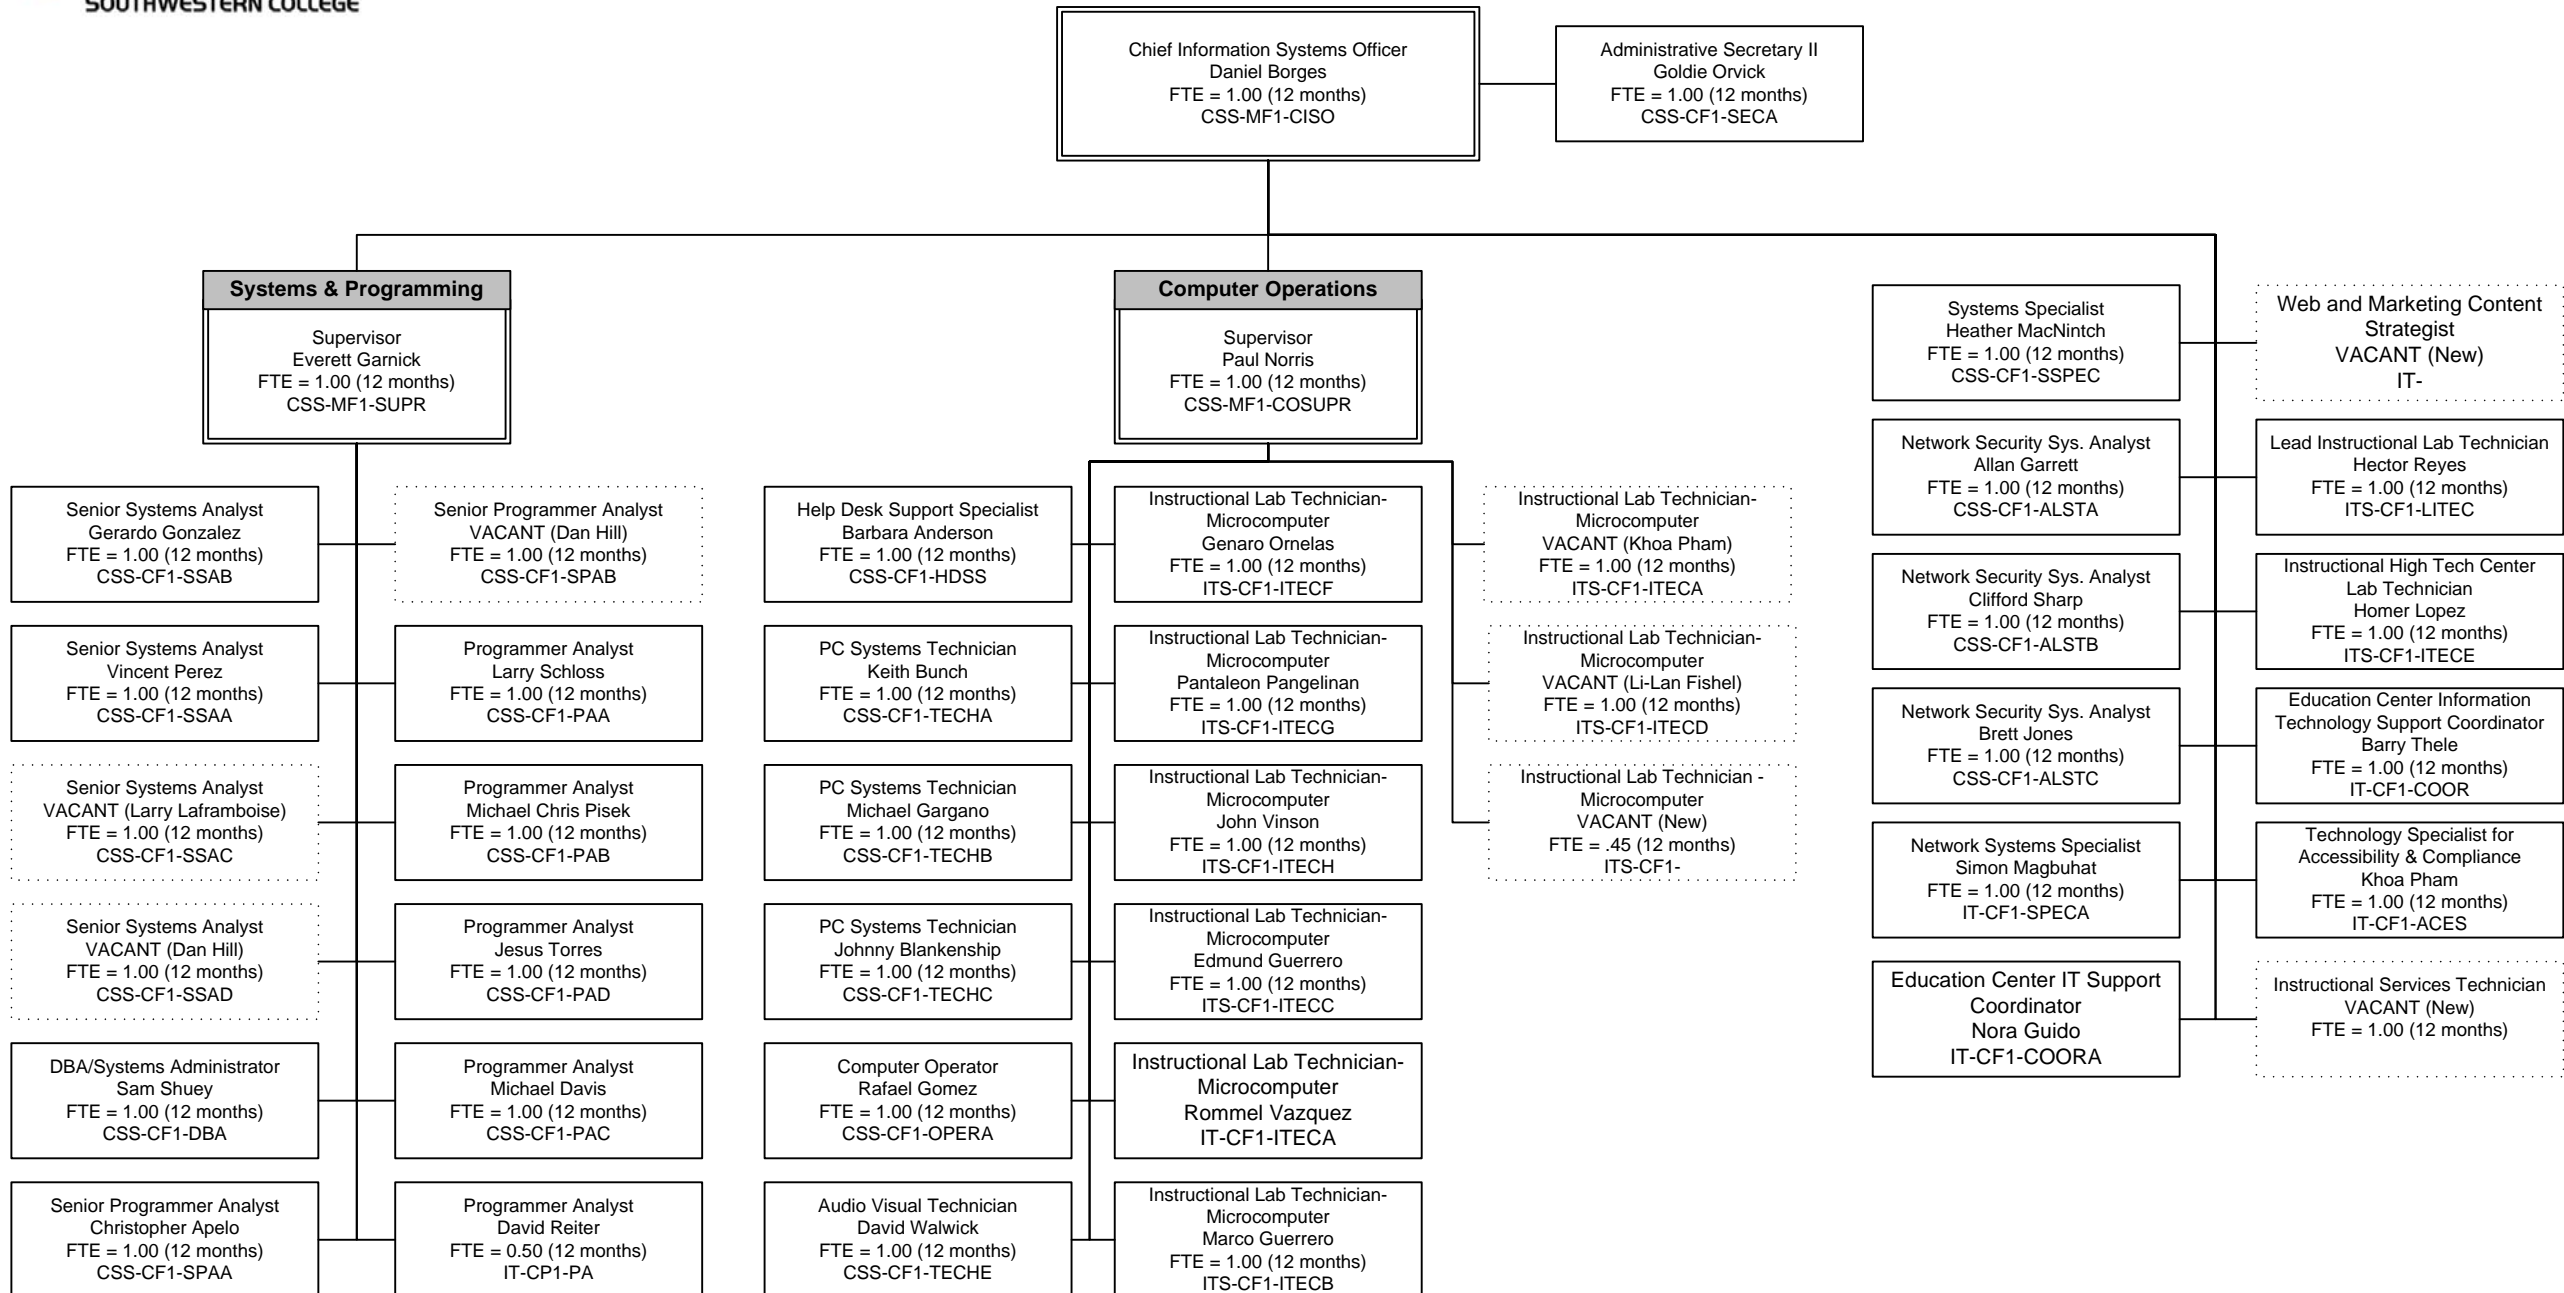 SOUTHWESTERN COLLEGE
Chief Information Systems Officer
Daniel Borges
FTE = 1.00 (12 months)
CSS-MF1-CISO
Administrative Secretary II
Goldie Orvick
FTE = 1.00 (12 months)
CSS-CF1-SECA
Systems & Programming
Supervisor
Everett Garnick
FTE = 1.00 (12 months)
CSS-MF1-SUPR
Senior Systems Analyst
Gerardo Gonzalez
FTE = 1.00 (12 months)
CSS-CF1-SSAB
Senior Programmer Analyst
VACANT (Dan Hill)
FTE = 1.00 (12 months)
CSS-CF1-SPAB
Senior Systems Analyst
Vincent Perez
FTE = 1.00 (12 months)
CSS-CF1-SSAA
Programmer Analyst
Larry Schloss
FTE = 1.00 (12 months)
CSS-CF1-PAA
Senior Systems Analyst
VACANT (Larry Laframboise)
FTE = 1.00 (12 months)
CSS-CF1-SSAC
Programmer Analyst
Michael Chris Pisek
FTE = 1.00 (12 months)
CSS-CF1-PAB
Senior Systems Analyst
VACANT (Dan Hill)
FTE = 1.00 (12 months)
CSS-CF1-SSAD
Programmer Analyst
Jesus Torres
FTE = 1.00 (12 months)
CSS-CF1-PAD
DBA/Systems Administrator
Sam Shuey
FTE = 1.00 (12 months)
CSS-CF1-DBA
Programmer Analyst
Michael Davis
FTE = 1.00 (12 months)
CSS-CF1-PAC
Senior Programmer Analyst
Christopher Apelo
FTE = 1.00 (12 months)
CSS-CF1-SPAA
Programmer Analyst
David Reiter
FTE = 0.50 (12 months)
IT-CP1-PA
Computer Operations
Supervisor
Paul Norris
FTE = 1.00 (12 months)
CSS-MF1-COSUPR
Help Desk Support Specialist
Barbara Anderson
FTE = 1.00 (12 months)
CSS-CF1-HDSS
Instructional Lab Technician-
Microcomputer
Genaro Ornelas
FTE = 1.00 (12 months)
ITS-CF1-ITECF
Instructional Lab Technician-
Microcomputer
VACANT (Khoa Pham)
FTE = 1.00 (12 months)
ITS-CF1-ITECA
PC Systems Technician
Keith Bunch
FTE = 1.00 (12 months)
CSS-CF1-TECHA
Instructional Lab Technician-
Microcomputer
Pantaleon Pangelinan
FTE = 1.00 (12 months)
ITS-CF1-ITECG
Instructional Lab Technician-
Microcomputer
VACANT (Li-Lan Fishel)
FTE = 1.00 (12 months)
ITS-CF1-ITECD
PC Systems Technician
Michael Gargano
FTE = 1.00 (12 months)
CSS-CF1-TECHB
Instructional Lab Technician-
Microcomputer
John Vinson
FTE = 1.00 (12 months)
ITS-CF1-ITECH
Instructional Lab Technician -
Microcomputer
VACANT (New)
FTE = .45 (12 months)
ITS-CF1-
PC Systems Technician
Johnny Blankenship
FTE = 1.00 (12 months)
CSS-CF1-TECHC
Instructional Lab Technician-
Microcomputer
Edmund Guerrero
FTE = 1.00 (12 months)
ITS-CF1-ITECC
Computer Operator
Rafael Gomez
FTE = 1.00 (12 months)
CSS-CF1-OPERA
Instructional Lab Technician-
Microcomputer
Rommel Vazquez
IT-CF1-ITECA
Audio Visual Technician
David Walwick
FTE = 1.00 (12 months)
CSS-CF1-TECHE
Instructional Lab Technician-
Microcomputer
Marco Guerrero
FTE = 1.00 (12 months)
ITS-CF1-ITECB
Systems Specialist
Heather MacNintch
FTE = 1.00 (12 months)
CSS-CF1-SSPEC
Web and Marketing Content
Strategist
VACANT (New)
IT-
Network Security Sys. Analyst
Allan Garrett
FTE = 1.00 (12 months)
CSS-CF1-ALSTA
Lead Instructional Lab Technician
Hector Reyes
FTE = 1.00 (12 months)
ITS-CF1-LITEC
Network Security Sys. Analyst
Clifford Sharp
FTE = 1.00 (12 months)
CSS-CF1-ALSTB
Instructional High Tech Center
Lab Technician
Homer Lopez
FTE = 1.00 (12 months)
ITS-CF1-ITECE
Network Security Sys. Analyst
Brett Jones
FTE = 1.00 (12 months)
CSS-CF1-ALSTC
Education Center Information
Technology Support Coordinator
Barry Thele
FTE = 1.00 (12 months)
IT-CF1-COOR
Network Systems Specialist
Simon Magbuhat
FTE = 1.00 (12 months)
IT-CF1-SPECA
Technology Specialist for
Accessibility & Compliance
Khoa Pham
FTE = 1.00 (12 months)
IT-CF1-ACES
Education Center IT Support
Coordinator
Nora Guido
IT-CF1-COORA
Instructional Services Technician
VACANT (New)
FTE = 1.00 (12 months)